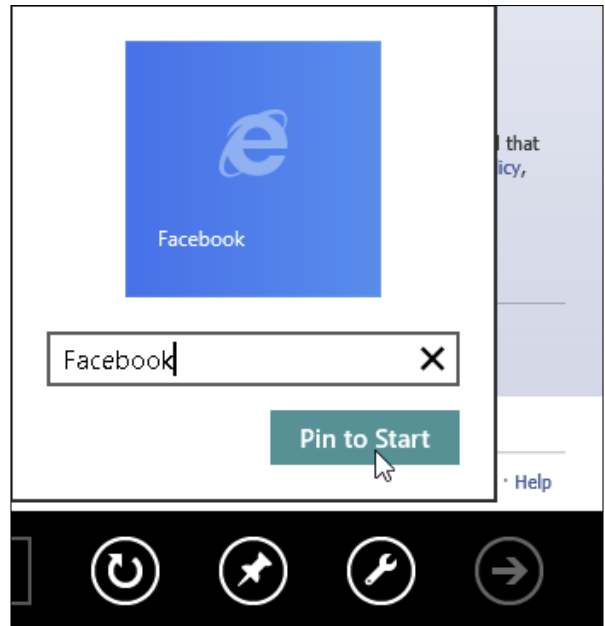 l that
icy,
Facebook
Facebook
Pin to Start
· Help